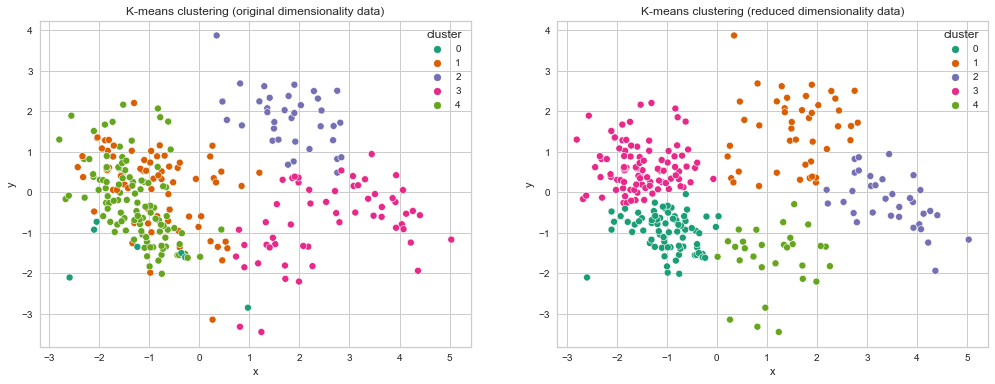 K-means clustering (original dimensionality data)
cluster
0
1
2
3
4
4
3
2
1
0
−1
−2
−3
y
−3 −2 −1 0 1 2 3 4 5
x
K-means clustering (reduced dimensionality data)
cluster
0
1
2
3
4
4
3
2
1
0
−1
−2
−3
y
−3 −2 −1 0 1 2 3 4 5
x